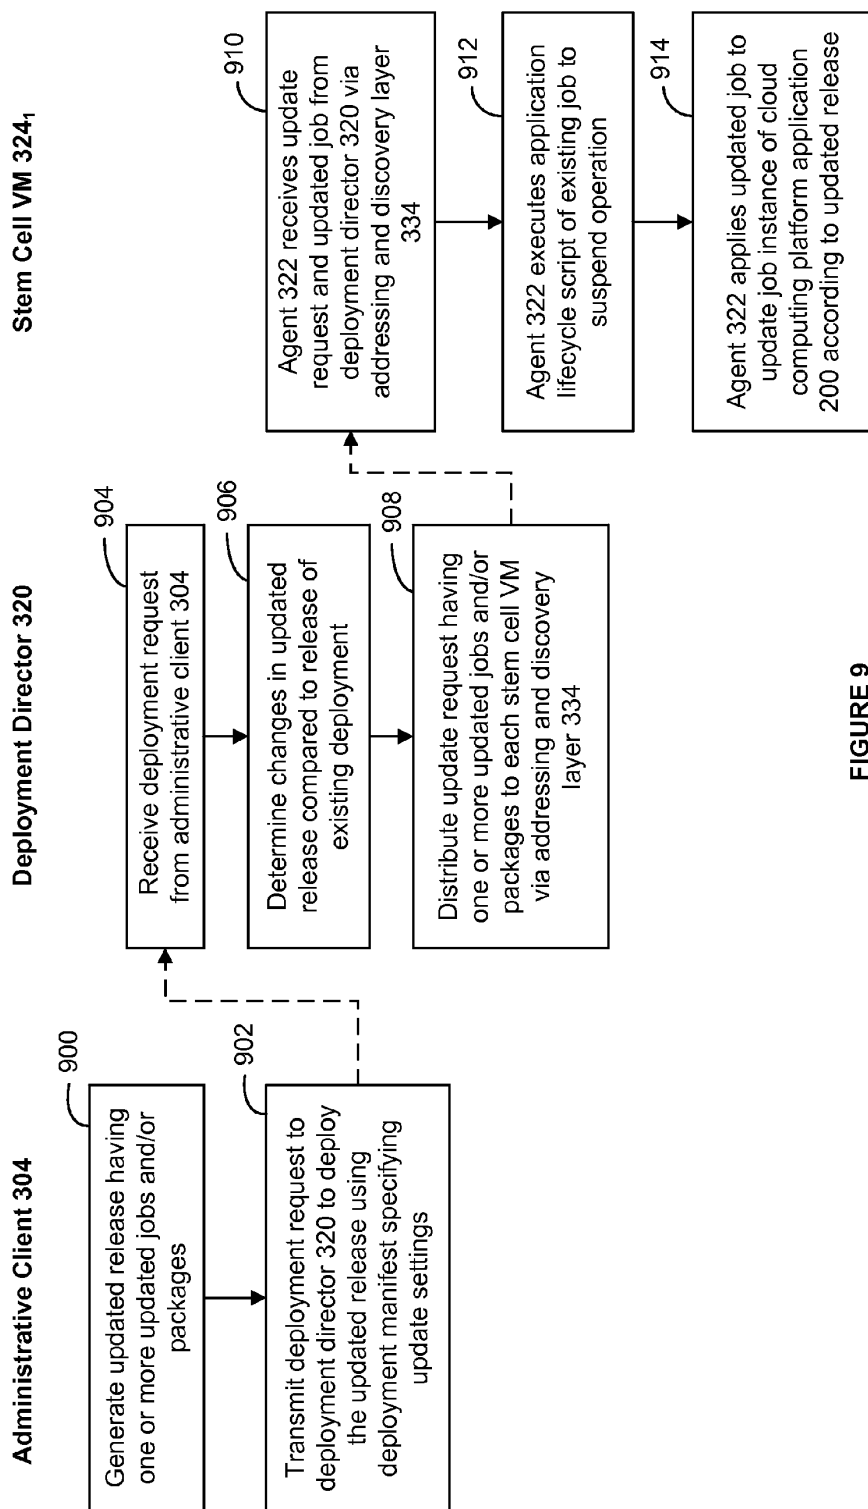 Administrative Client 304
900
Generate updated release having
one or more updated jobs and/or
packages
902
Transmit deployment request to
deployment director 320 to deploy
the updated release using
deployment manifest specifying
update settings
Deployment Director 320
904
Receive deployment request
from administrative client 304
906
Determine changes in updated
release compared to release of
existing deployment
908
Distribute update request having
one or more updated jobs and/or
packages to each stem cell VM
via addressing and discovery
layer 334
Stem Cell VM 324₁
910
Agent 322 receives update
request and updated job from
deployment director 320 via
addressing and discovery layer
334
912
Agent 322 executes application
lifecycle script of existing job to
suspend operation
914
Agent 322 applies updated job to
update job instance of cloud
computing platform application
200 according to updated release
FIGURE 9